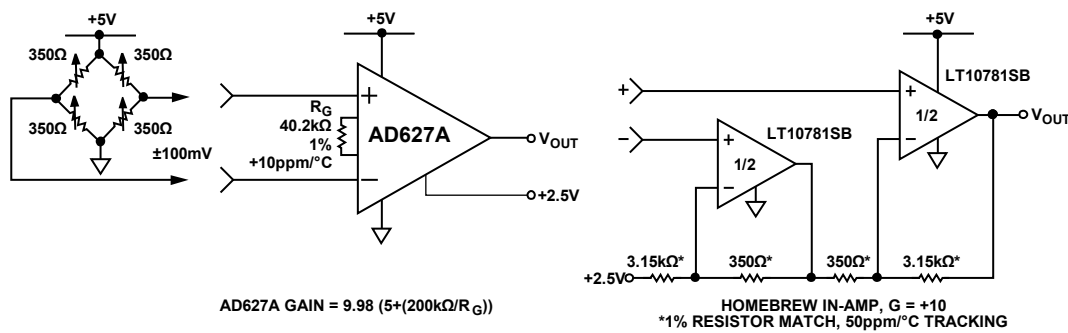 +5V
350Ω
350Ω
350Ω
350Ω
±100mV
+5V
+
R_G
40.2kΩ
1%
+10ppm/°C
AD627A
−
V_OUT
+2.5V
AD627A GAIN = 9.98 (5+(200kΩ/R_G))
+5V
LT10781SB
+
+
1/2
−
V_OUT
−
LT10781SB
+
1/2
−
3.15kΩ*
350Ω*
350Ω*
3.15kΩ*
+2.5V
HOMEBREW IN-AMP, G = +10
*1% RESISTOR MATCH, 50ppm/°C TRACKING